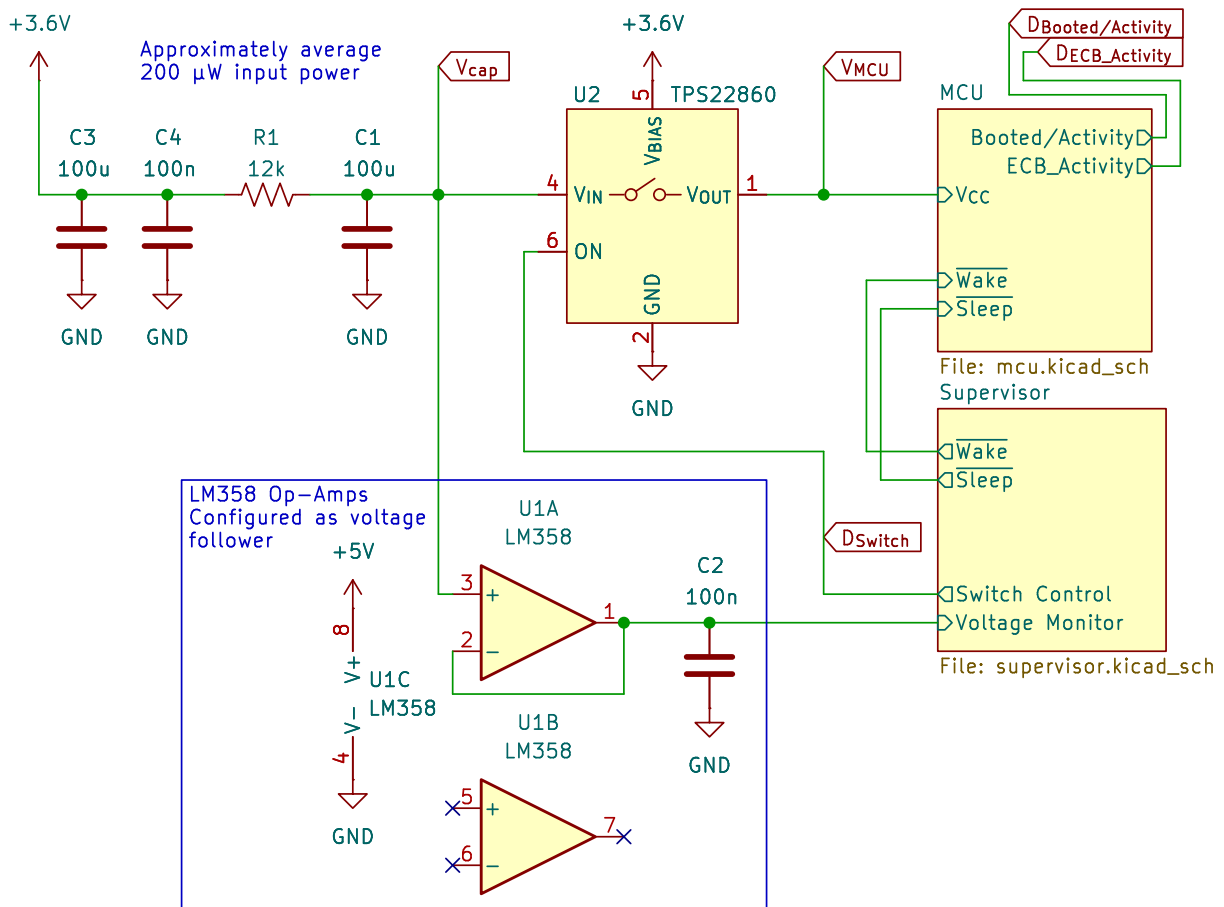 +3.6V
Approximately average
200 µW input power
C3
100u
C4
100n
R1
12k
C1
100u
GND
GND
GND
Vcap
+3.6V
U2
TPS22860
5
VBIAS
4
VIN
VOUT
1
6
ON
GND
2
GND
VMCU
DBooted/Activity
DECB_Activity
MCU
Booted/Activity
ECB_Activity
VCC
Wake
Sleep
File: mcu.kicad_sch
Supervisor
Wake
Sleep
Switch Control
Voltage Monitor
File: supervisor.kicad_sch
DSwitch
LM358 Op-Amps
Configured as voltage
follower
+5V
8
V+
U1C
LM358
V-
4
GND
U1A
LM358
3
+
2
-
1
C2
100n
GND
U1B
LM358
5
+
6
-
7